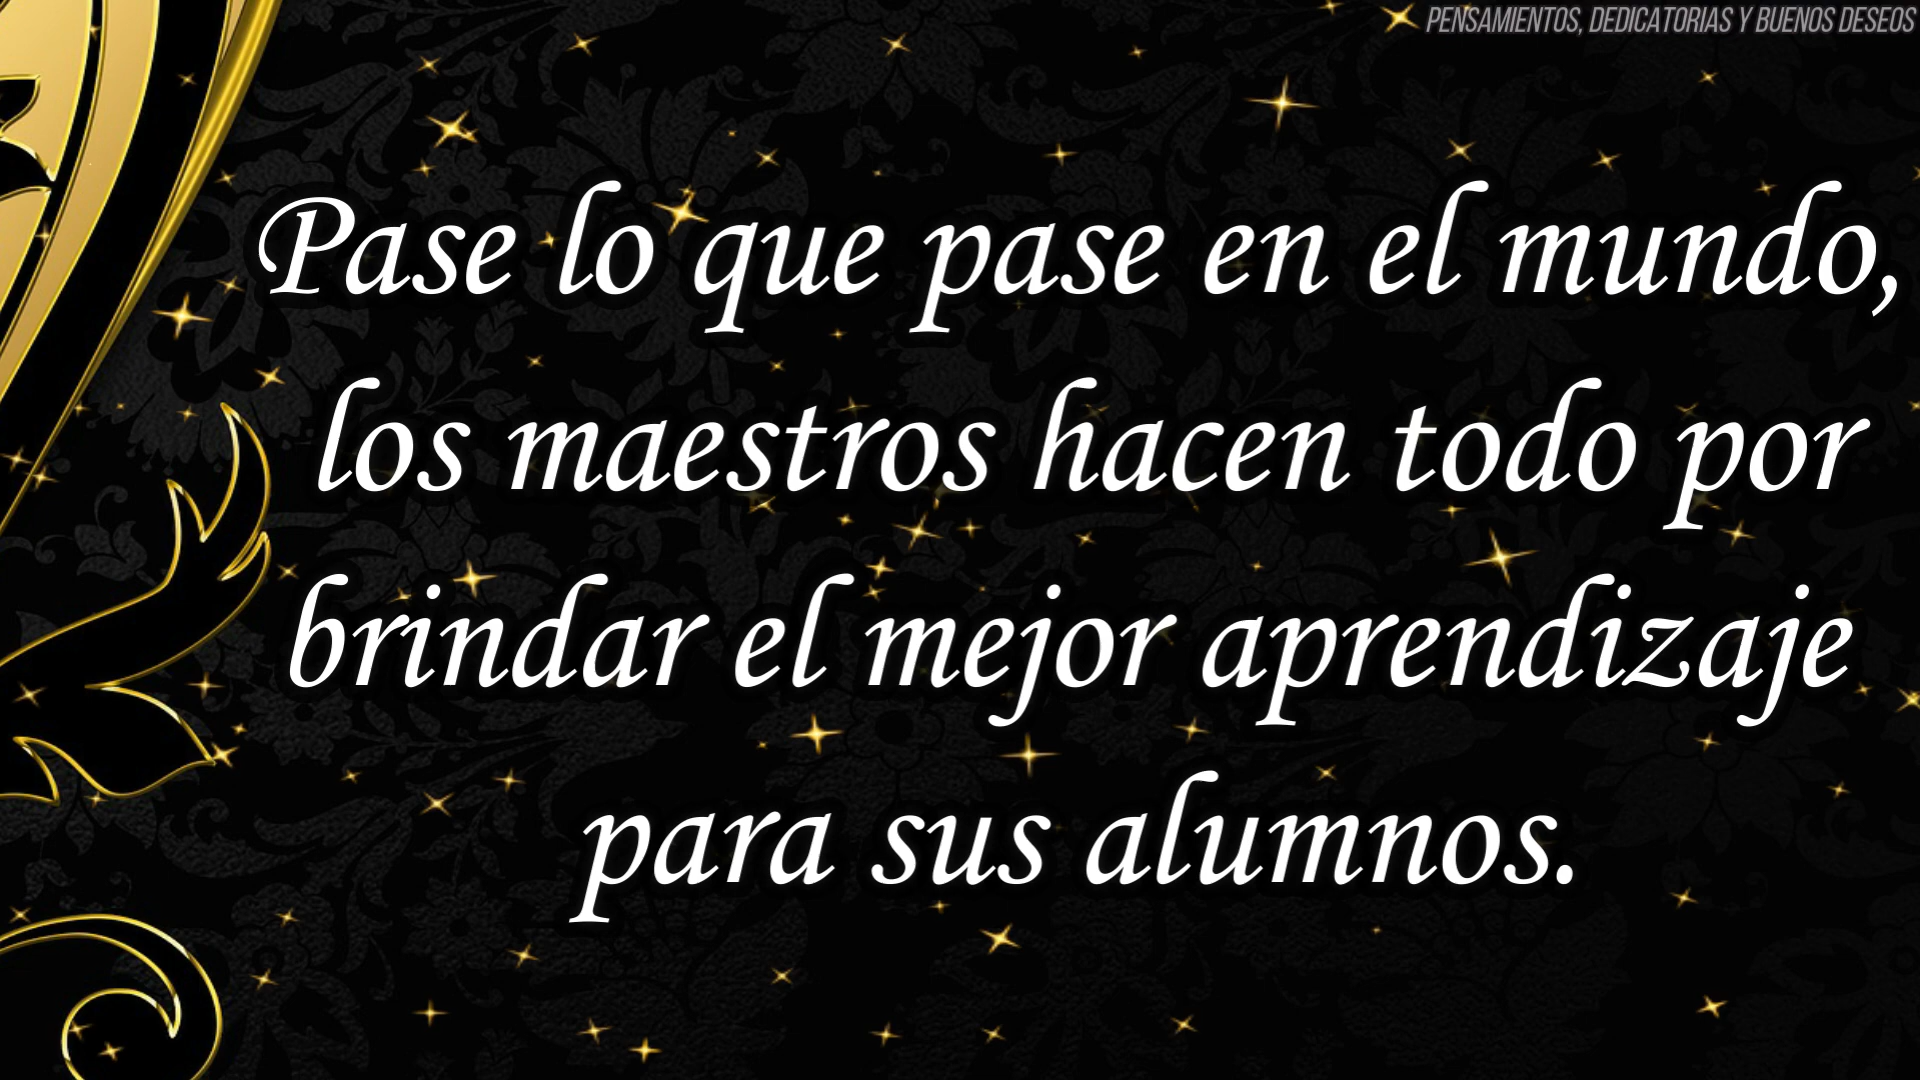 PENSAMIENTOS, DEDICATORIAS Y BUENOS DESEOS
Pase lo que pase en el mundo,
los maestros hacen todo por
brindar el mejor aprendizaje
para sus alumnos.